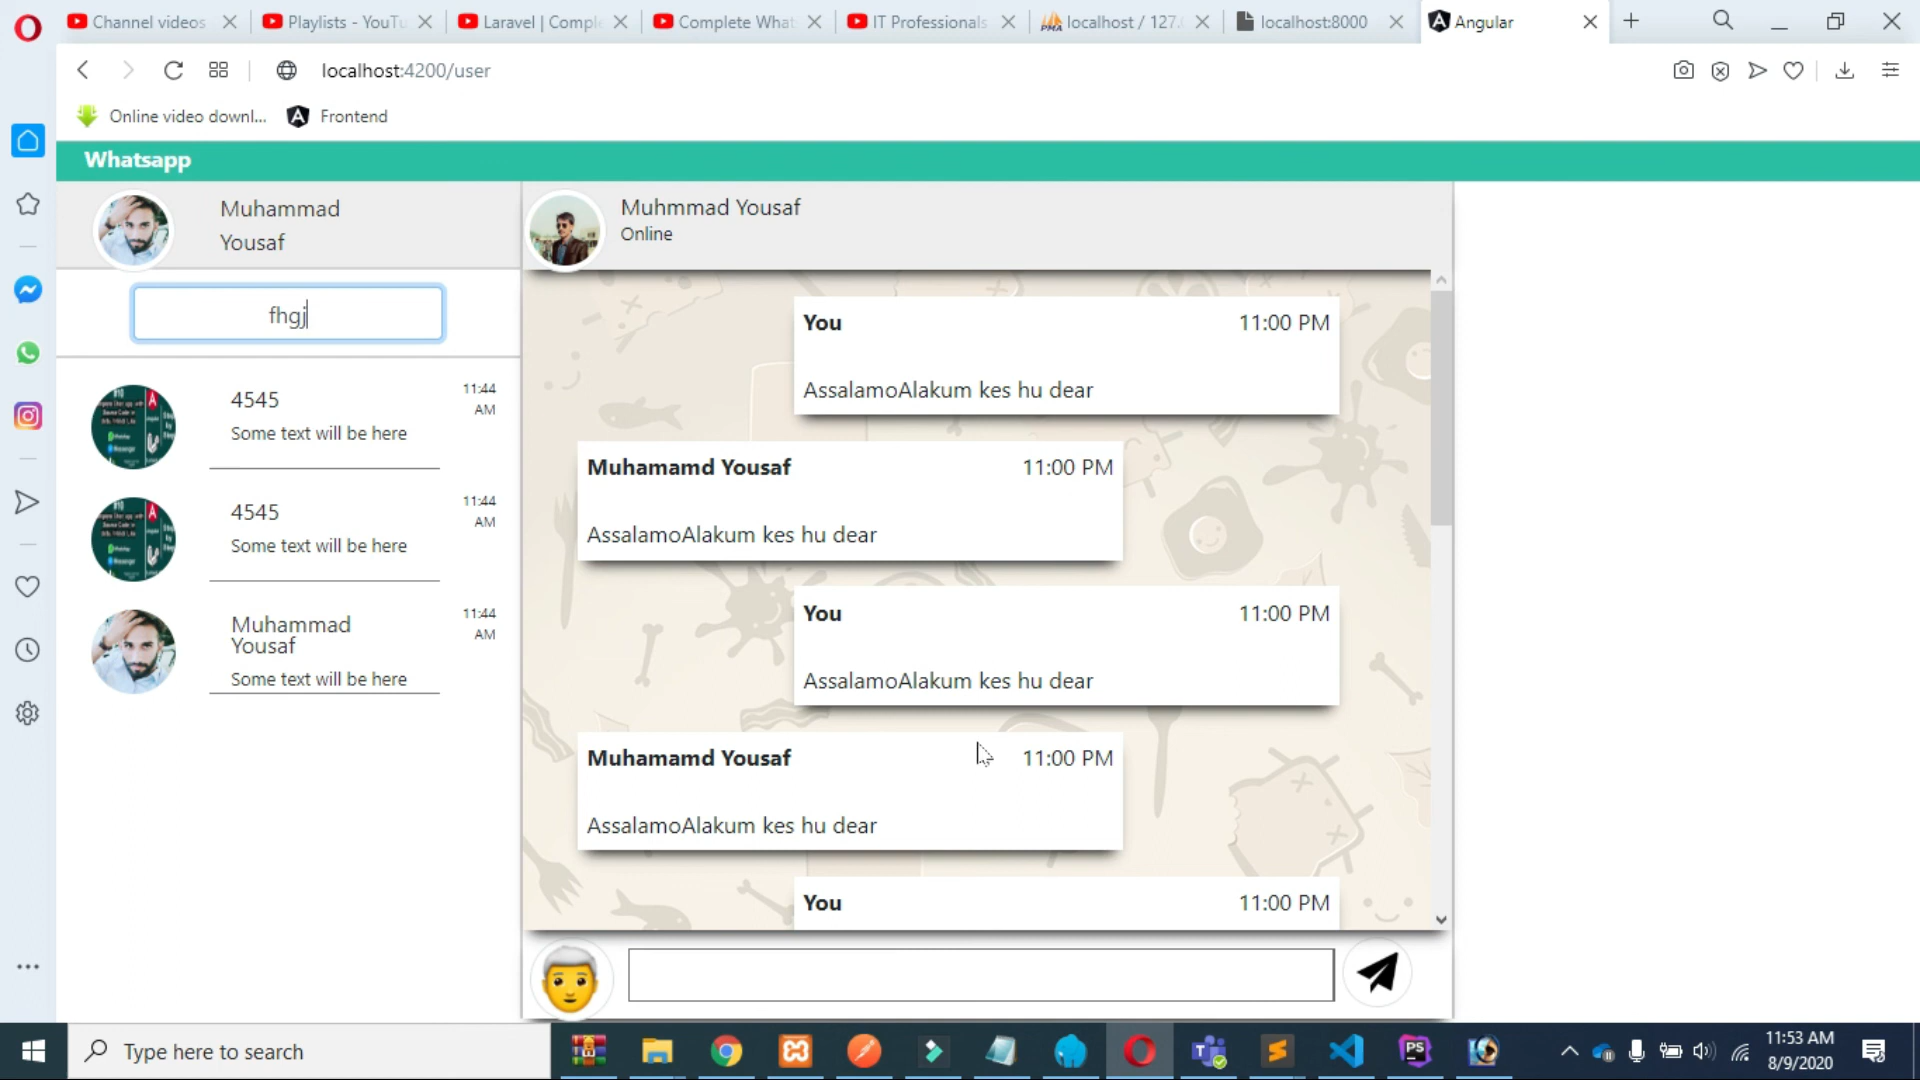 Channel videos
Playlists - YouTu
Laravel | Comple
Complete What
IT Professionals
localhost / 127.
localhost:8000
Angular
localhost:4200/user
Online video downl...
Frontend
Whatsapp
Muhammad
Yousaf
fhgj
4545
11:44
AM
Some text will be here
4545
11:44
AM
Some text will be here
Muhammad
Yousaf
11:44
AM
Some text will be here
Muhmmad Yousaf
Online
You 11:00 PM
AssalamoAlakum kes hu dear
Muhamamd Yousaf 11:00 PM
AssalamoAlakum kes hu dear
You 11:00 PM
AssalamoAlakum kes hu dear
Muhamamd Yousaf 11:00 PM
AssalamoAlakum kes hu dear
You 11:00 PM
Type here to search
11:53 AM
8/9/2020